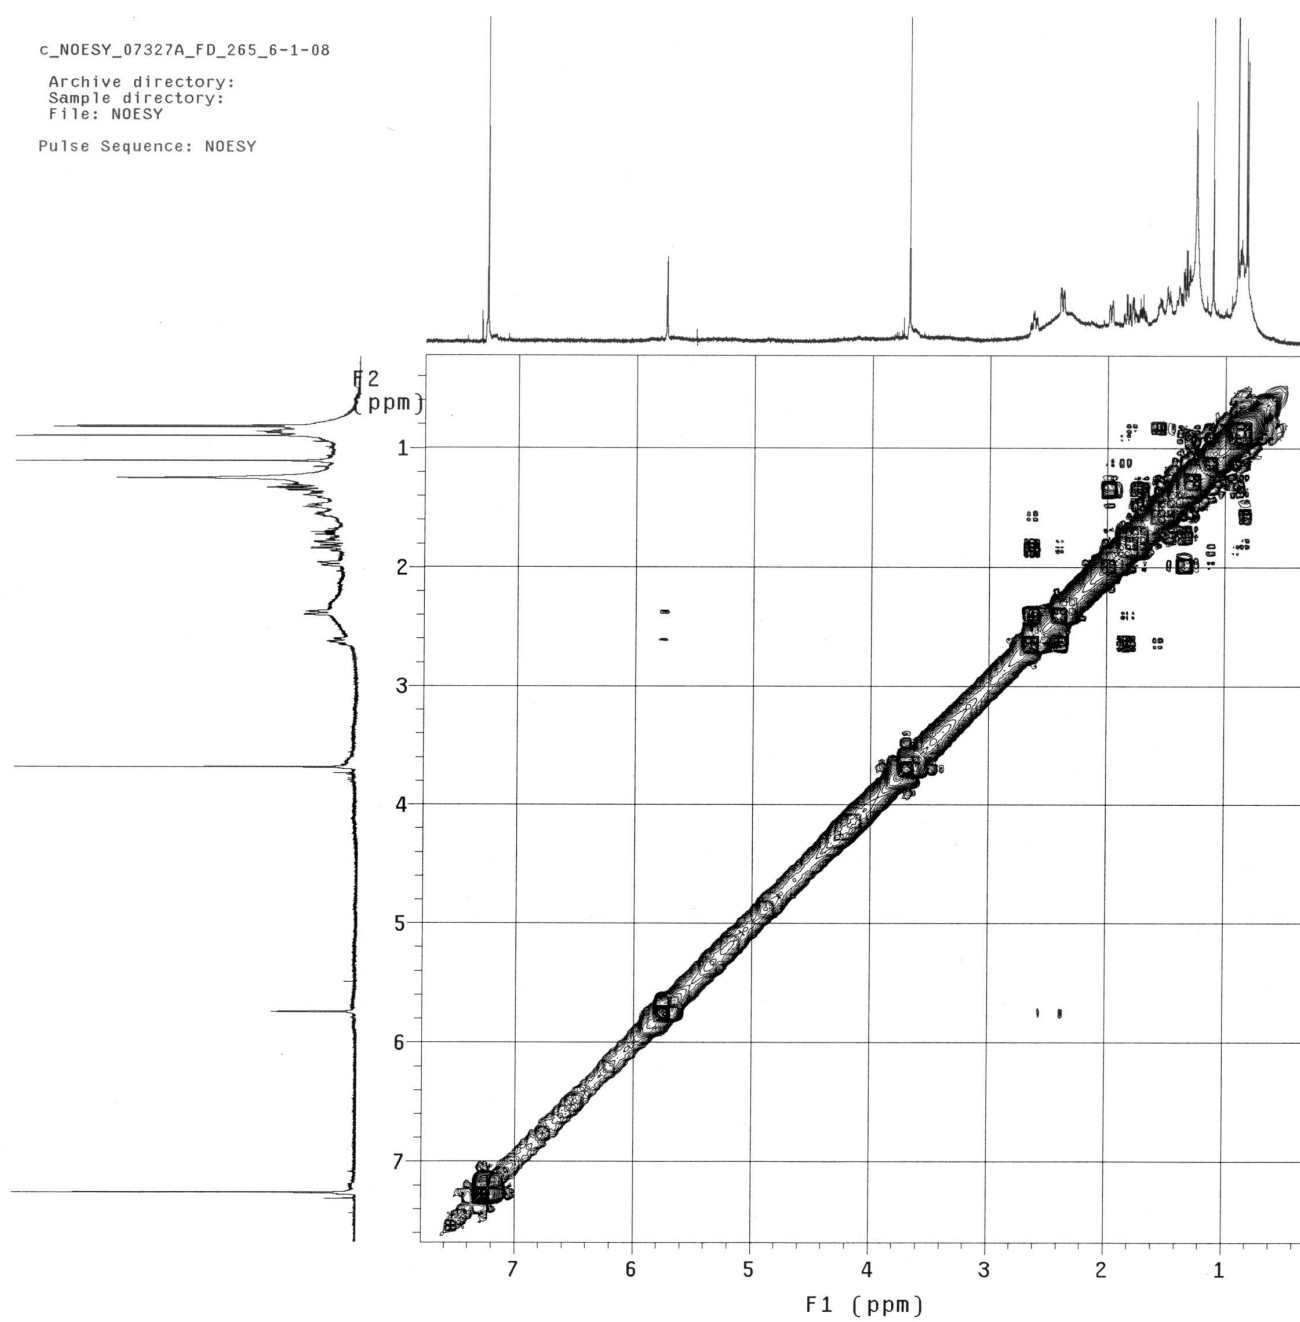 c_NOESY_07327A_FD_265_6-1-08
Archive directory:
Sample directory:
File: NOESY
Pulse Sequence: NOESY
F2
(ppm)
1
2
3
4
5
6
7
7 6 5 4 3 2 1
F1 (ppm)